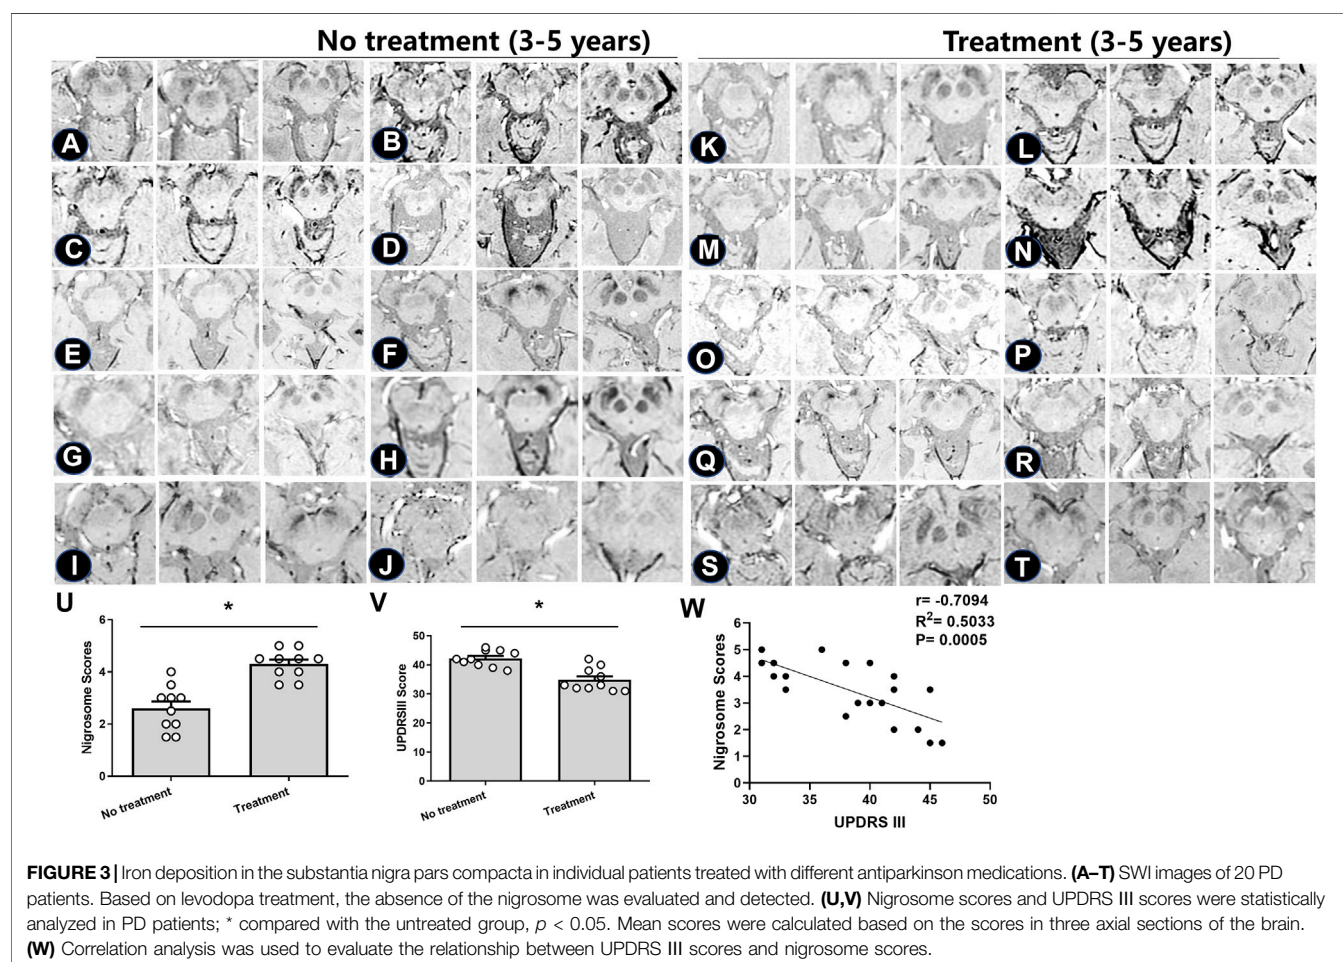 No treatment (3-5 years)
Treatment (3-5 years)
A
B
K
L
C
D
M
N
E
F
O
P
G
H
Q
R
I
J
S
T
U
*
Nigrosome Scores
6
4
2
0
No treatment
Treatment
V
*
UPDRSIII Score
50
40
30
20
10
0
No treatment
Treatment
W
r= -0.7094
R²= 0.5033
P= 0.0005
Nigrosome Scores
6
5
4
3
2
1
0
30
35
40
45
50
UPDRS III
FIGURE 3 | Iron deposition in the substantia nigra pars compacta in individual patients treated with different antiparkinson medications. (A–T) SWI images of 20 PD
patients. Based on levodopa treatment, the absence of the nigrosome was evaluated and detected. (U,V) Nigrosome scores and UPDRS III scores were statistically
analyzed in PD patients; * compared with the untreated group, p < 0.05. Mean scores were calculated based on the scores in three axial sections of the brain.
(W) Correlation analysis was used to evaluate the relationship between UPDRS III scores and nigrosome scores.